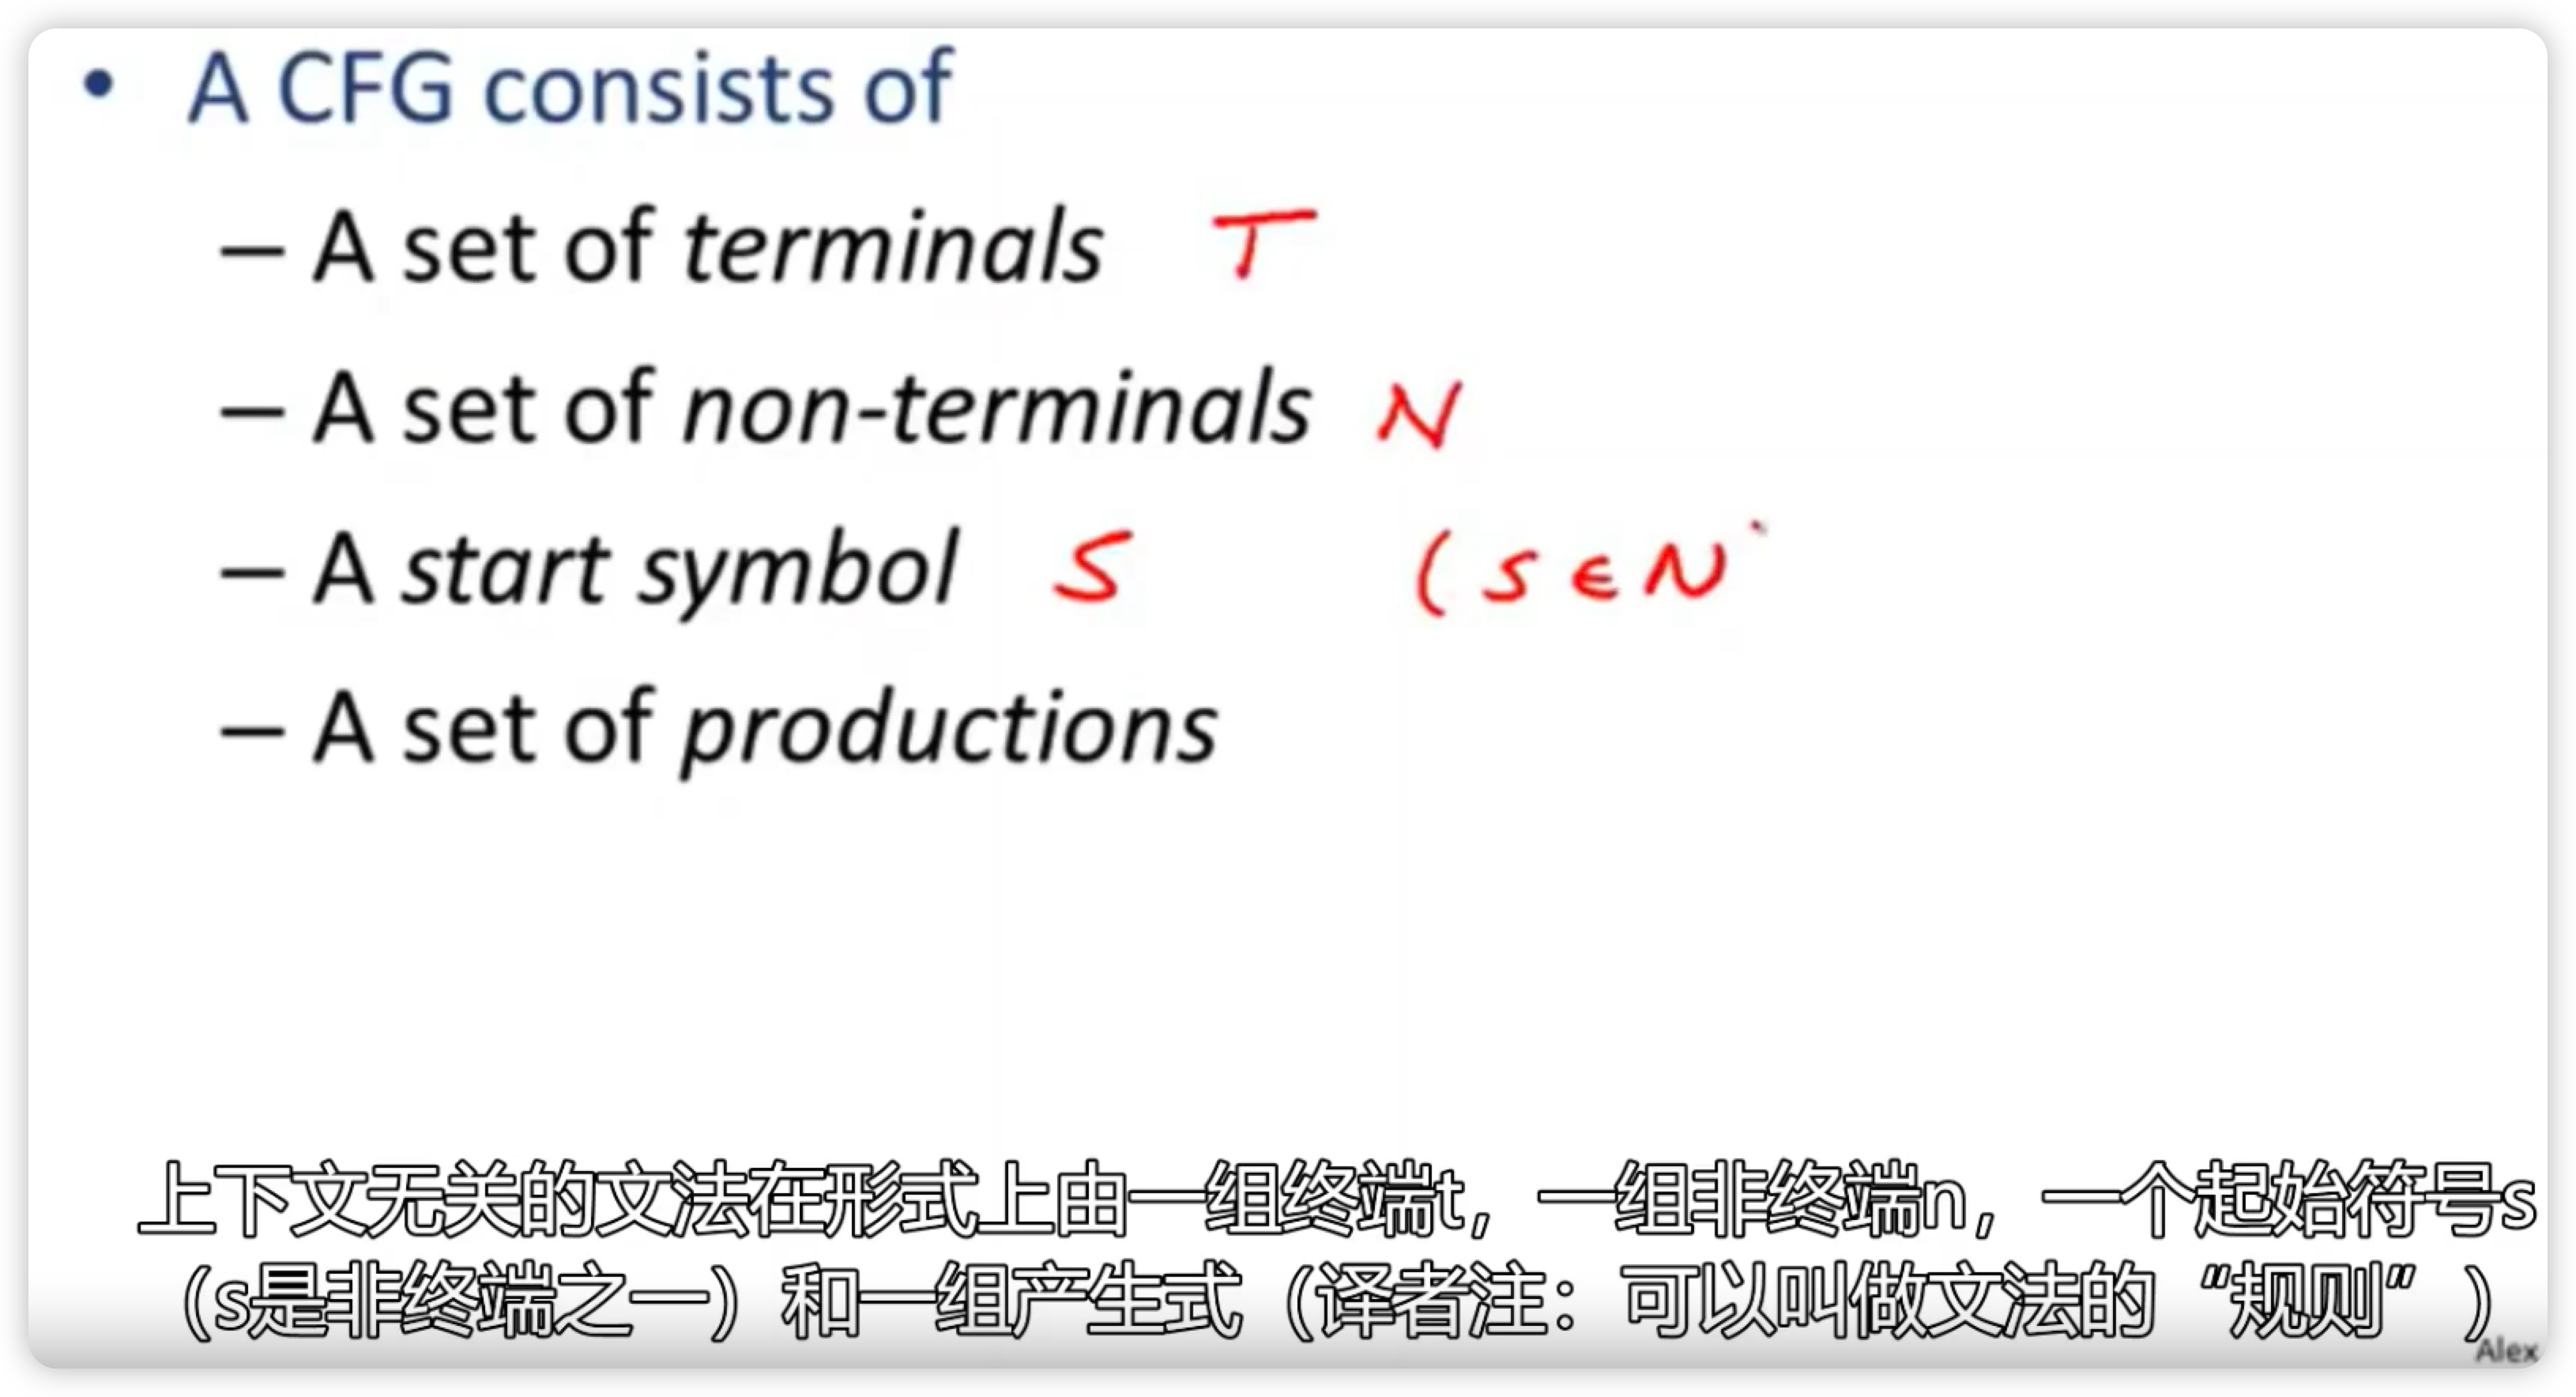 • A CFG consists of
– A set of terminals T
– A set of non-terminals N
– A start symbol S (S ∈ N
– A set of productions
上下文无关的文法在形式上由一组终端t，一组非终端n，一个起始符号s
（s是非终端之一）和一组产生式（译者注：可以叫做文法的“规则”）
Alex